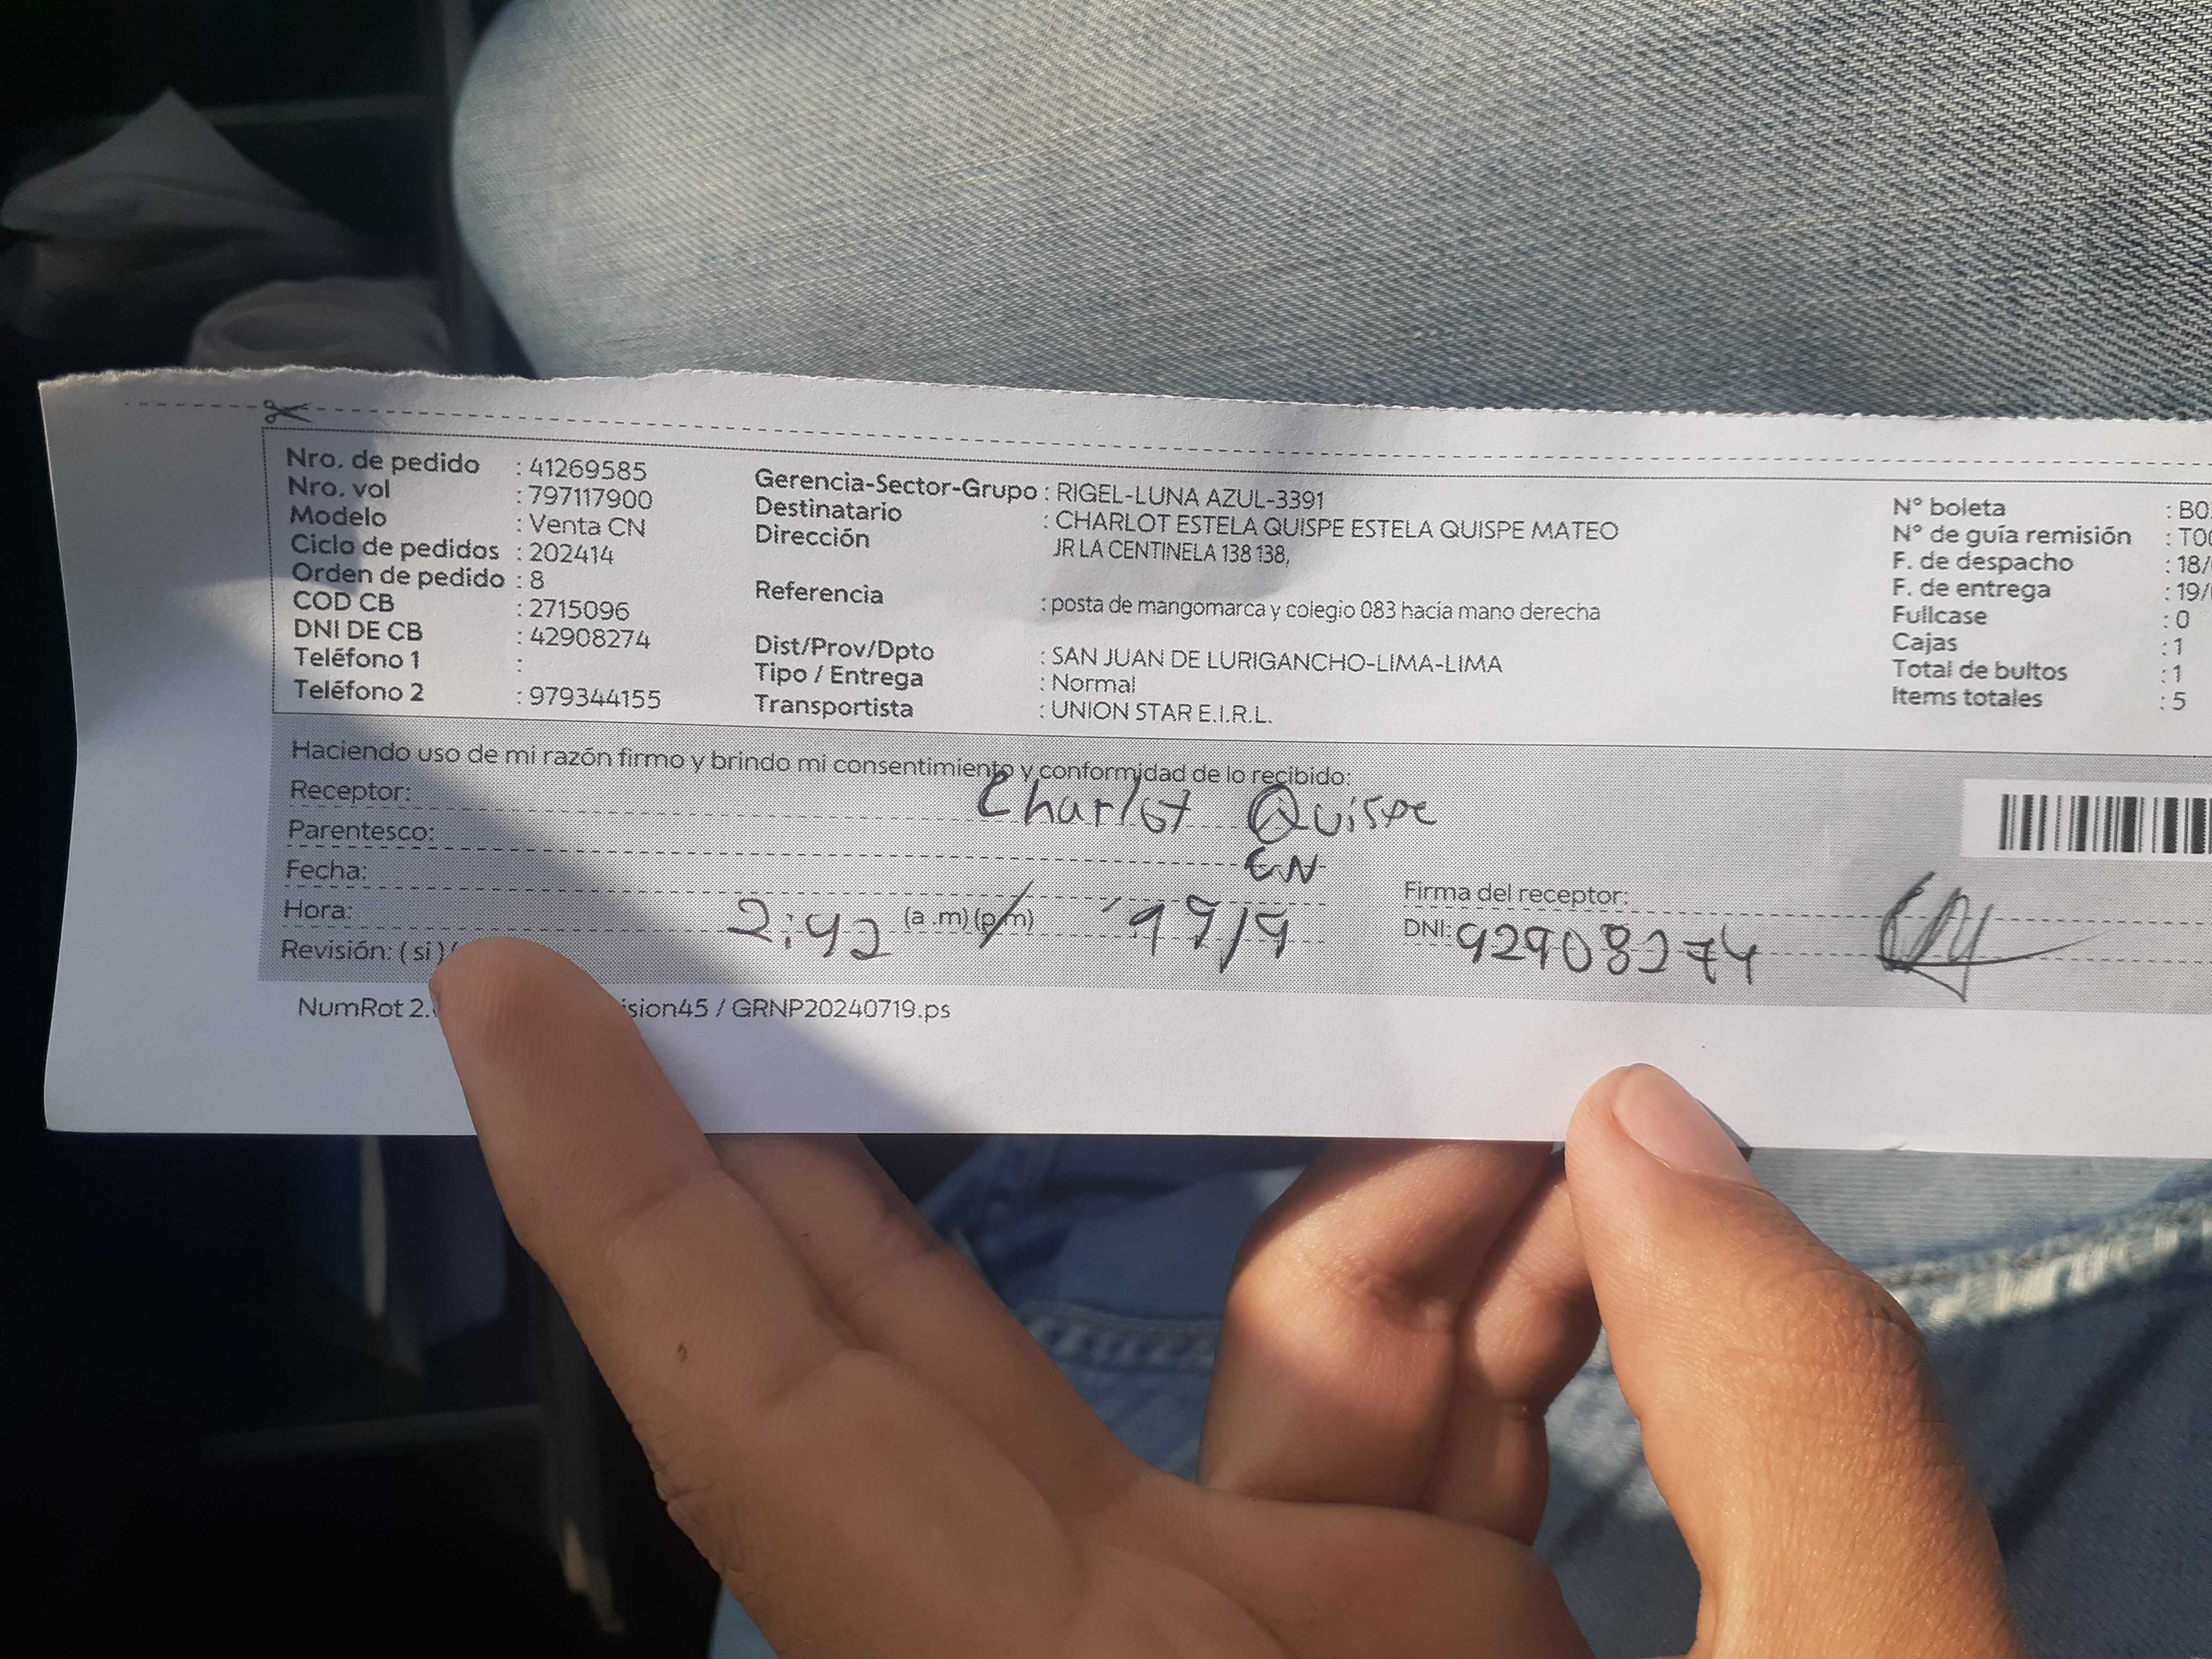 Nro. de pedido : 41269585
Nro. vol : 797117900
Modelo : Venta CN
Ciclo de pedidos : 202414
Orden de pedido : 8
COD CB : 2715096
DNI DE CB : 42908274
Teléfono 1 :
Teléfono 2 : 979344155
Gerencia-Sector-Grupo : RIGEL-LUNA AZUL-3391
Destinatario : CHARLOT ESTELA QUISPE ESTELA QUISPE MATEO
Dirección JR LA CENTINELA 138 138,
Referencia : posta de mangomarca y colegio 083 hacia mano derecha
Dist/Prov/Dpto : SAN JUAN DE LURIGANCHO-LIMA-LIMA
Tipo / Entrega : Normal
Transportista : UNION STAR E.I.R.L.
N° boleta : B0
N° de guía remisión : T00
F. de despacho : 18/
F. de entrega : 19/
Fullcase : 0
Cajas : 1
Total de bultos : 1
Items totales : 5
Haciendo uso de mi razón firmo y brindo mi consentimiento y conformidad de lo recibido:
Receptor: Charlot Quispe
Parentesco: CN
Fecha: 19/9
Hora: 2:42 (a .m) (p/m)
Revisión: ( si ) (
Firma del receptor:
DNI: 42908274
NumRot 2. ision45 / GRNP20240719.ps